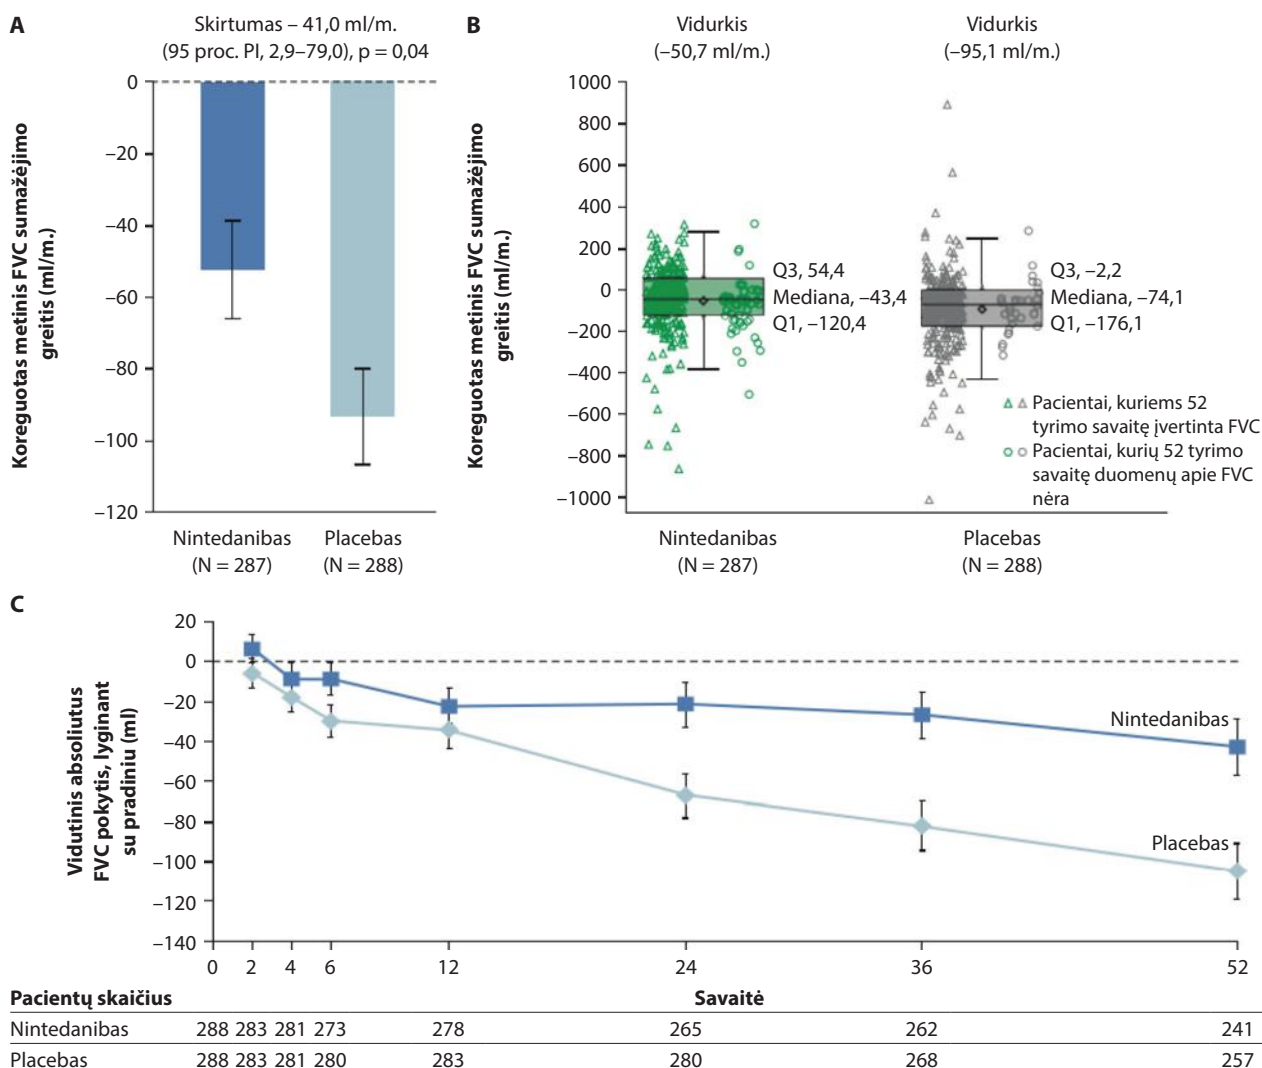 A
Skirtumas – 41,0 ml/m.
(95 proc. PI, 2,9–79,0), p = 0,04
Koreguotas metinis FVC sumažėjimo
greitis (ml/m.)
0
–20
–40
–60
–80
–100
–120
Nintedanibas
(N = 287)
Placebas
(N = 288)
B
Vidurkis
(–50,7 ml/m.)
Vidurkis
(–95,1 ml/m.)
Koreguotas metinis FVC sumažėjimo
greitis (ml/m.)
1000
800
600
400
200
0
–200
–400
–600
–800
–1000
Q3, 54,4
Mediana, –43,4
Q1, –120,4
Q3, –2,2
Mediana, –74,1
Q1, –176,1
Pacientai, kuriems 52
tyrimo savaitę įvertinta FVC
Pacientai, kurių 52 tyrimo
savaitę duomenų apie FVC
nėra
Nintedanibas
(N = 287)
Placebas
(N = 288)
C
Vidutinis absoliutus
FVC pokytis, lyginant
su pradiniu (ml)
20
0
–20
–40
–60
–80
–100
–120
–140
Nintedanibas
Placebas
0 2 4 6 12 24 36 52
Pacientų skaičius Savaitė
Nintedanibas 288 283 281 273 278 265 262 241
Placebas 288 283 281 280 283 280 268 257